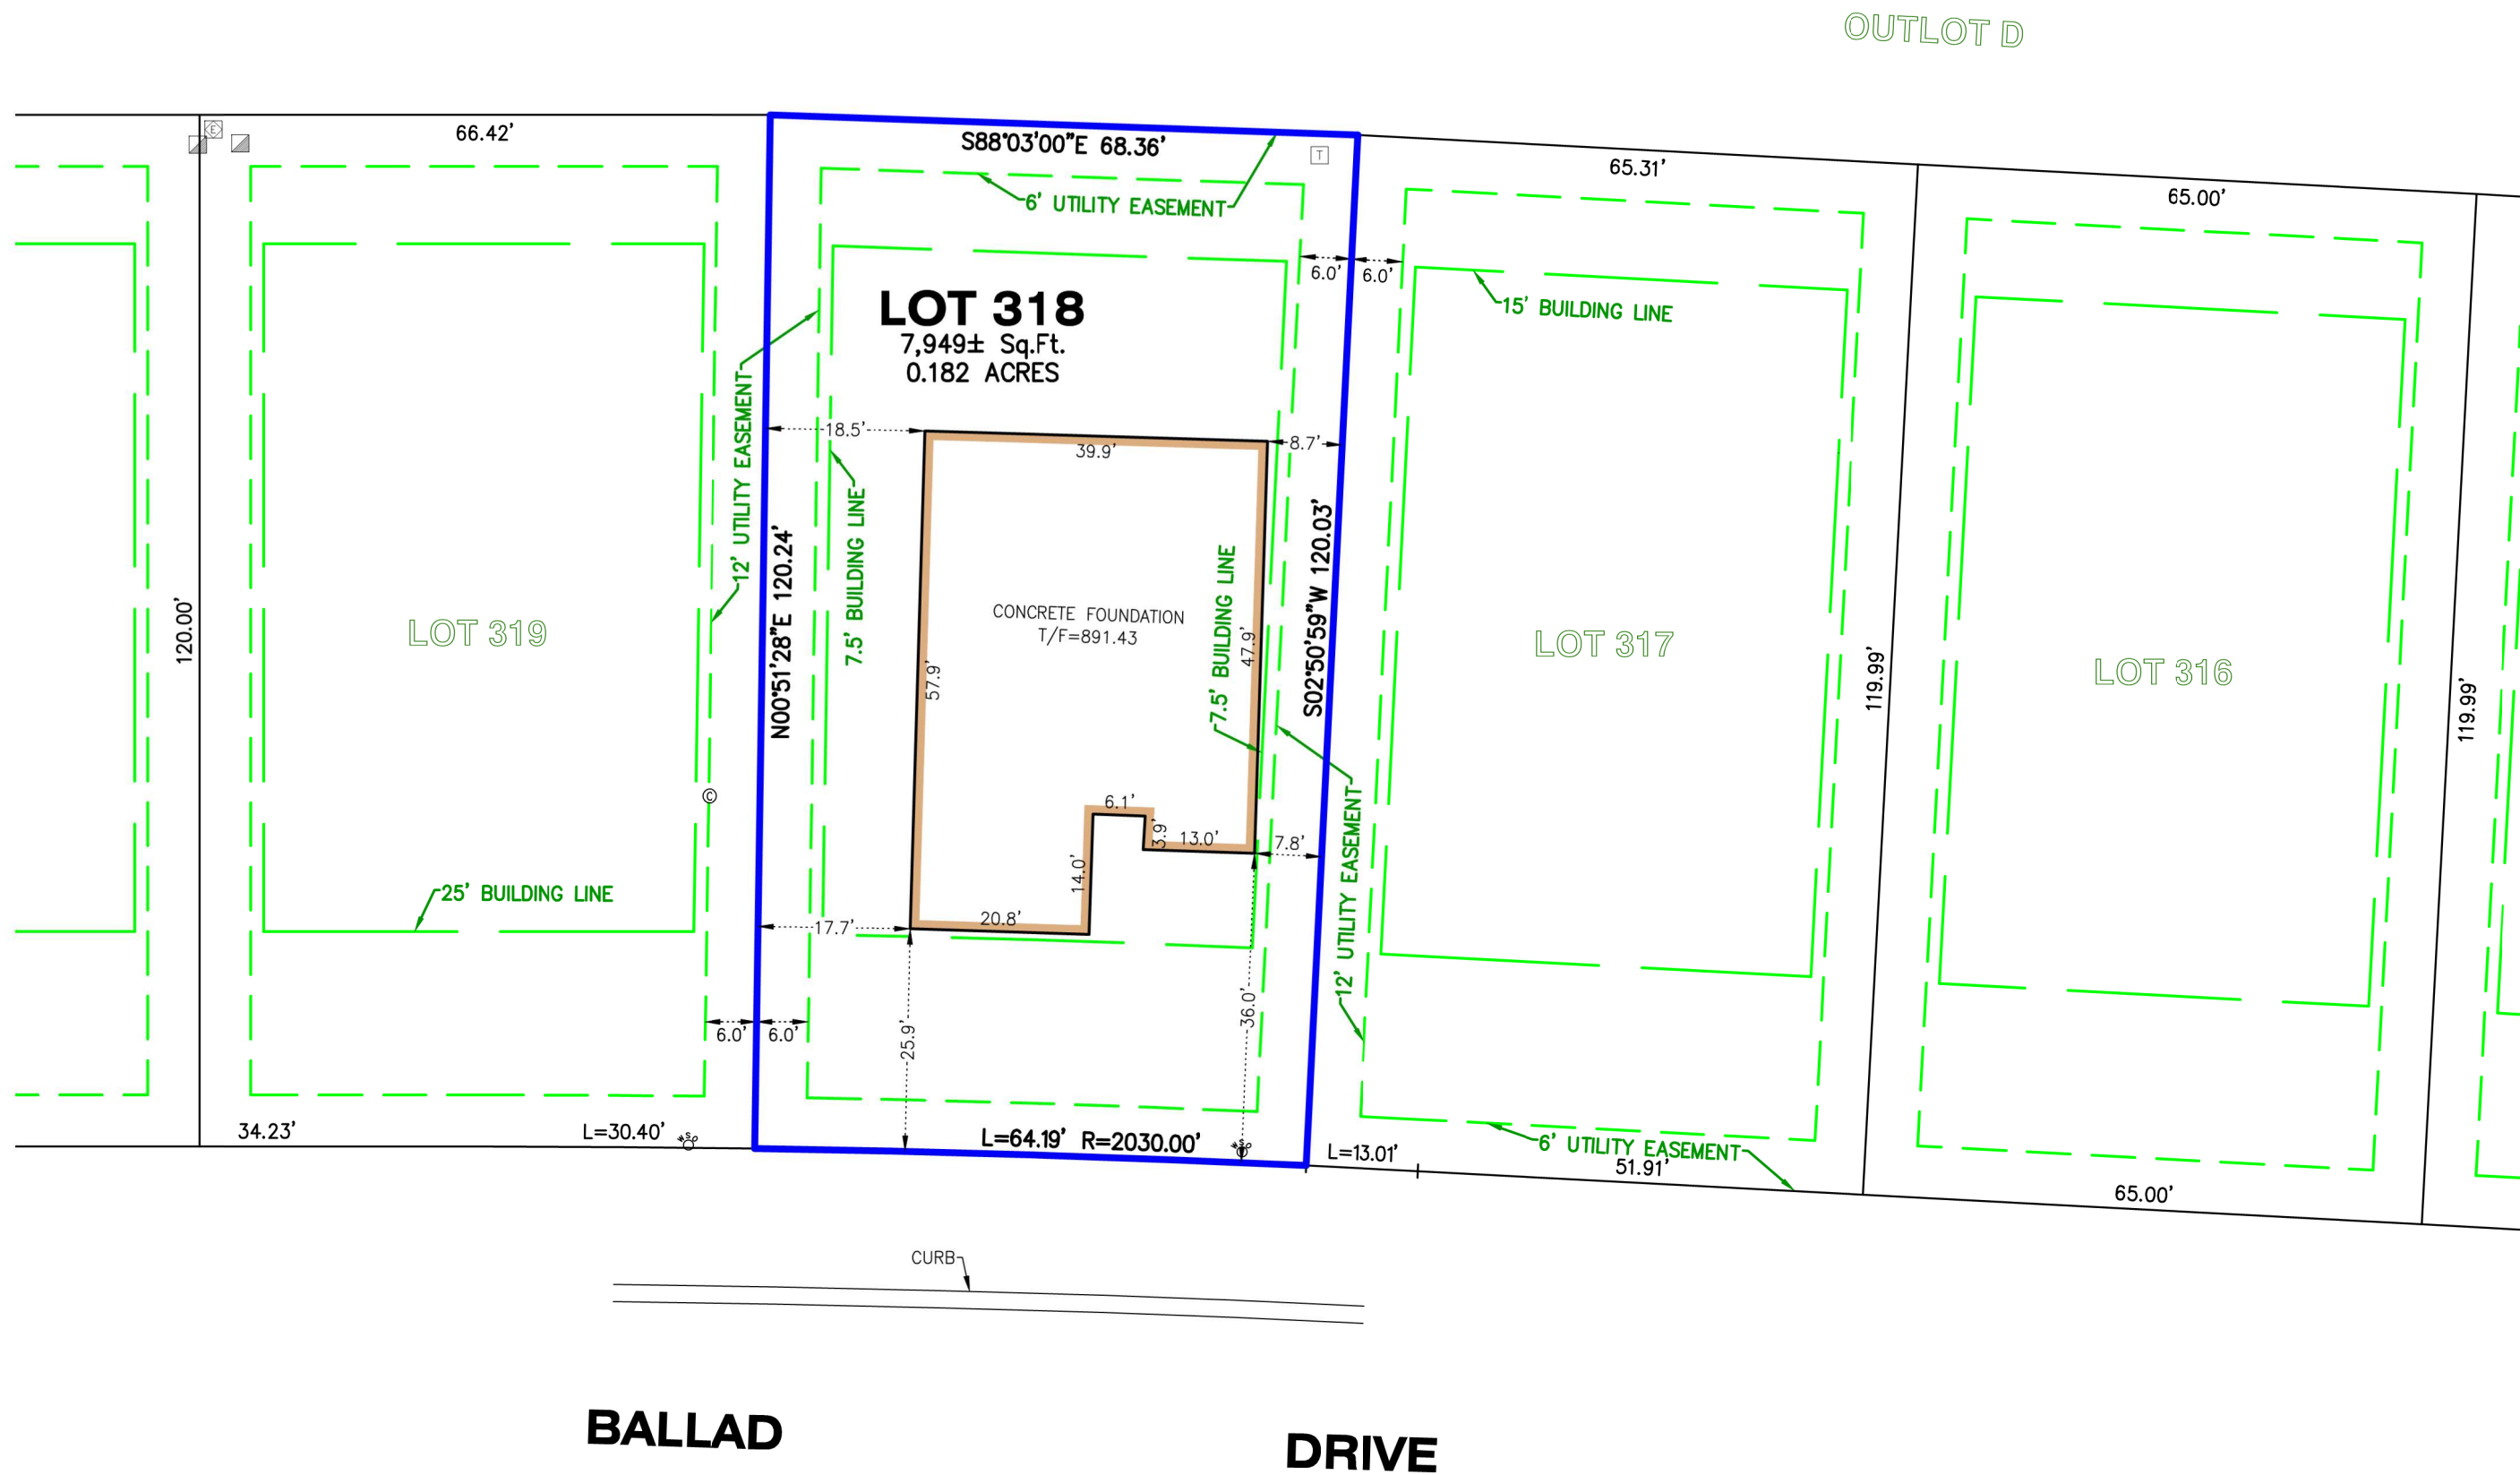 OUTLOT D
66.42'
S88°03'00"E 68.36'
65.31'
65.00'
E
T
6' UTILITY EASEMENT
6.0'
6.0'
LOT 318
7,949± Sq.Ft.
0.182 ACRES
15' BUILDING LINE
12' UTILITY EASEMENT
18.5'
39.9'
8.7'
7.5' BUILDING LINE
N00°51'28"E 120.24'
S02°50'59"W 120.03'
7.5' BUILDING LINE
CONCRETE FOUNDATION
T/F=891.43
120.00'
LOT 319
LOT 317
LOT 316
57.9'
47.9'
119.99'
119.99'
C
6.1'
3.9'
13.0'
7.8'
14.0'
12' UTILITY EASEMENT
25' BUILDING LINE
20.8'
17.7'
25.9'
36.0'
6.0'
6.0'
34.23'
L=30.40'
L=64.19' R=2030.00'
L=13.01'
6' UTILITY EASEMENT
51.91'
65.00'
CURB
BALLAD
DRIVE